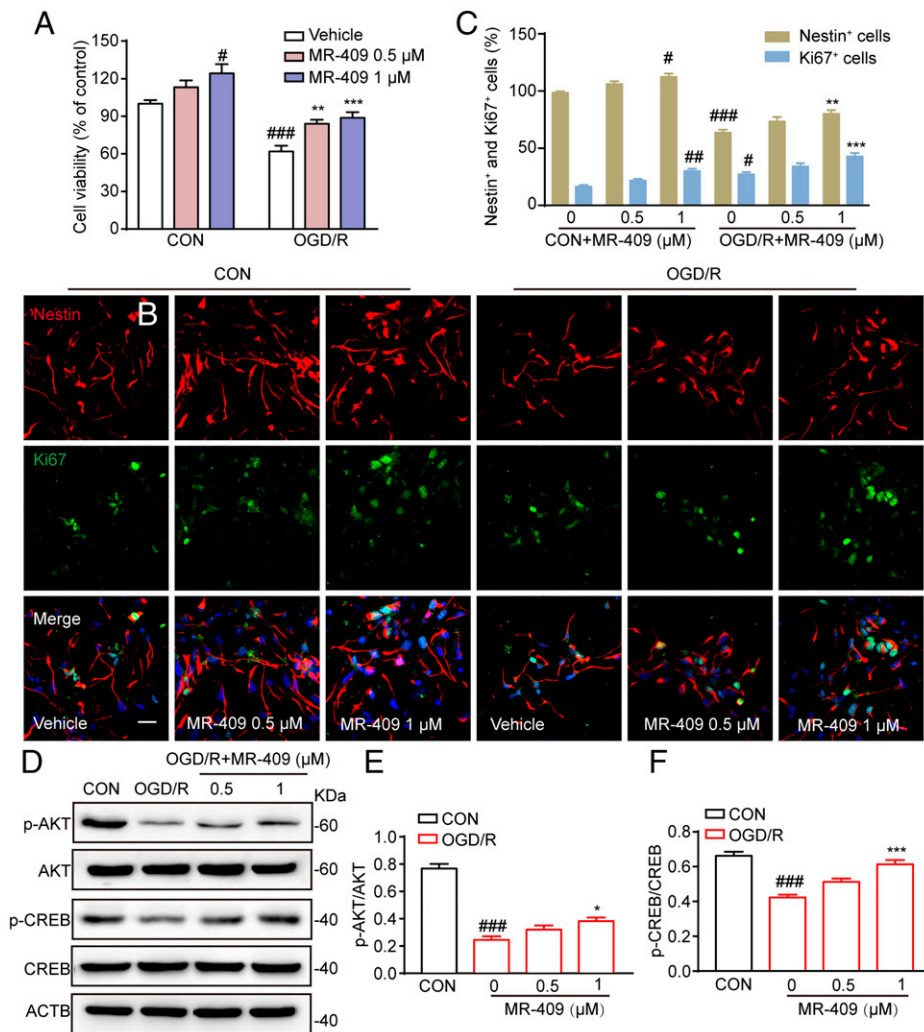 A
Cell viability (% of control)
150
120
90
60
30
0
Vehicle
MR-409 0.5 µM
MR-409 1 µM
#
###
**
***
CON
OGD/R
C
Nestin⁺ and Ki67⁺ cells (%)
150
100
50
0
Nestin⁺ cells
Ki67⁺ cells
#
##
###
#
**
***
0 0.5 1 0 0.5 1
CON+MR-409 (µM) OGD/R+MR-409 (µM)
CON
OGD/R
B
Nestin
Ki67
Merge
Vehicle
MR-409 0.5 µM
MR-409 1 µM
Vehicle
MR-409 0.5 µM
MR-409 1 µM
D
OGD/R+MR-409 (µM)
CON OGD/R 0.5 1 KDa
p-AKT -60
AKT -60
p-CREB -40
CREB -40
ACTB -40
E
CON
OGD/R
p-AKT/AKT
1.0
0.8
0.6
0.4
0.2
0.0
###
*
CON 0 0.5 1
MR-409 (µM)
F
CON
OGD/R
p-CREB/CREB
0.8
0.6
0.4
0.2
0.0
###
***
CON 0 0.5 1
MR-409 (µM)